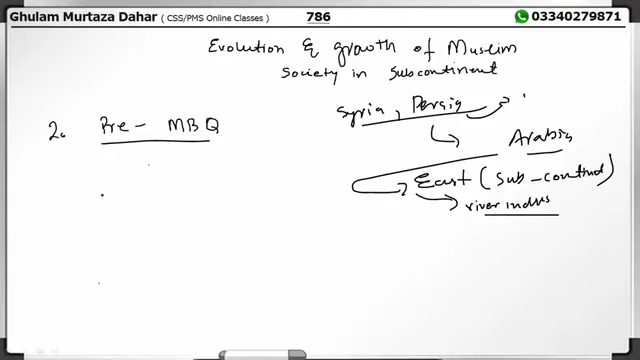 Ghulam Murtaza Dahar ( CSS/PMS Online Classes ) 786 03340279871
Evolution & growth of Muslim
Society in Subcontinent
Syria, Persia
2. Pre - MBQ
Arabia
East (Sub-continent)
river indus